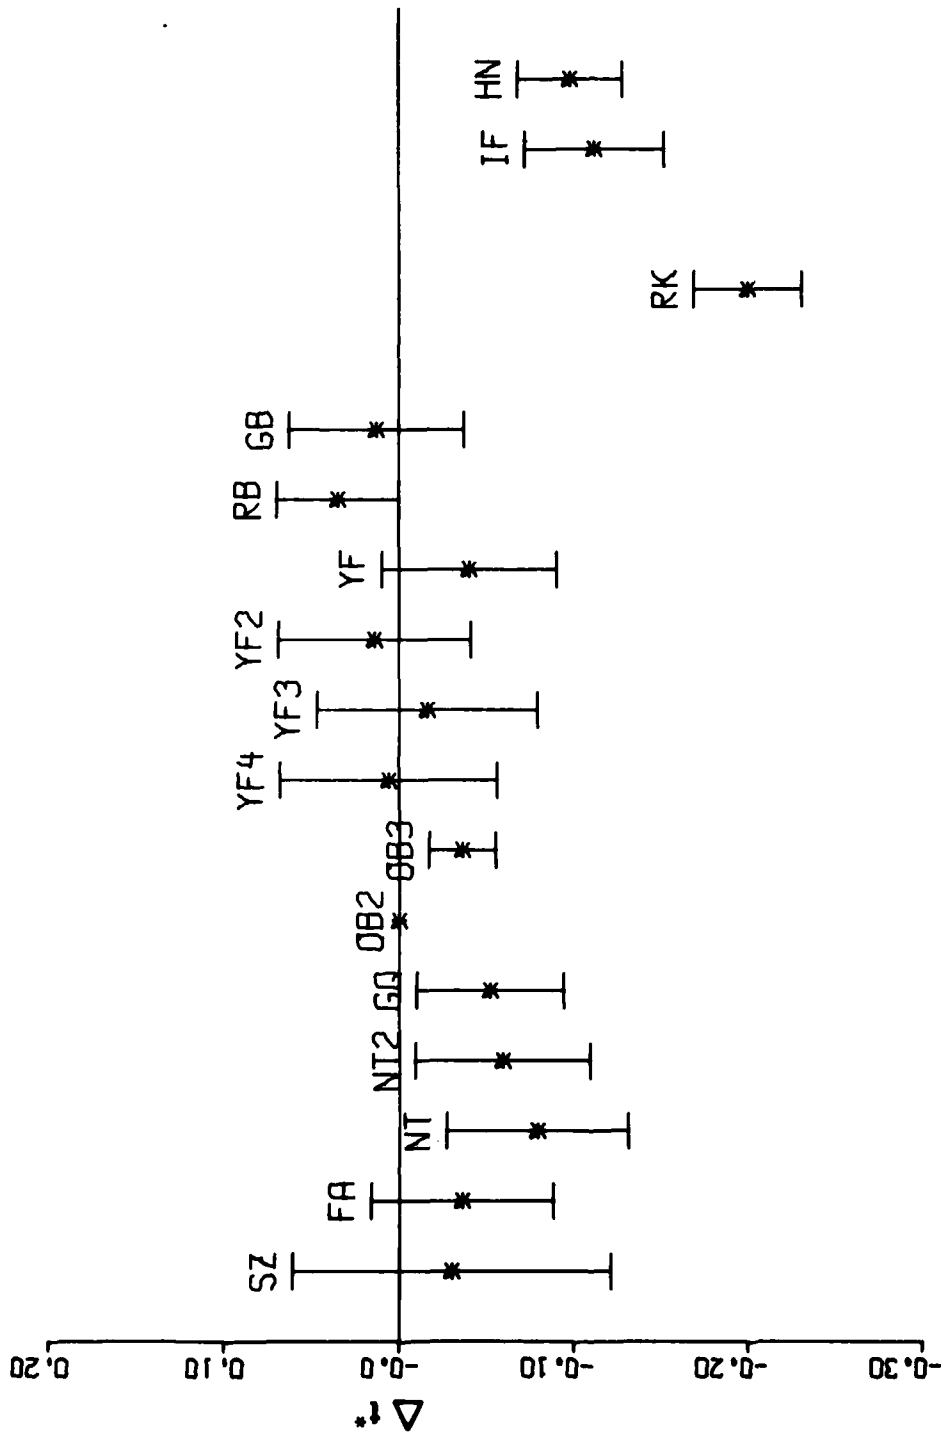 0.20
0.10
-0.0
-0.10
-0.20
-0.30
Δ t*
SZ
FA
NT
NT2
GQ
OB2
OB3
YF4
YF3
YF2
YF
RB
GB
RK
IF
HN